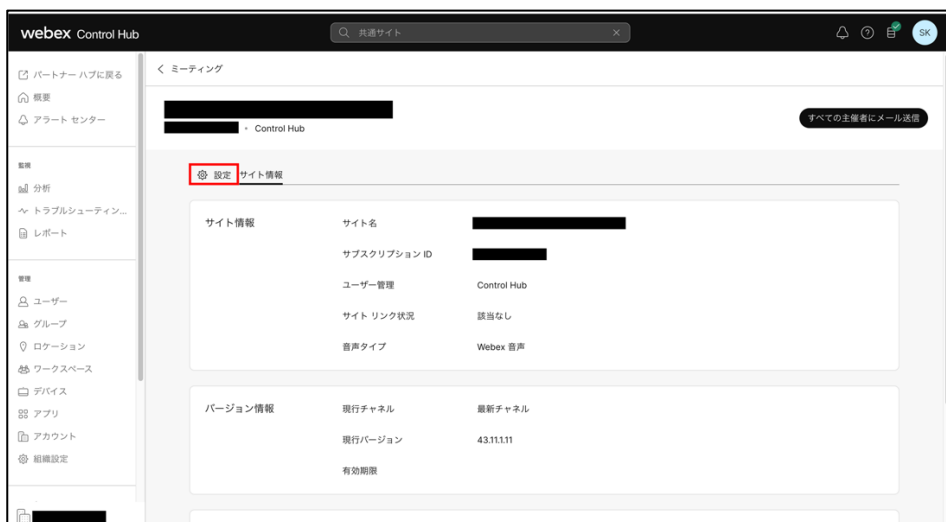 webex Control Hub
共通サイト
SK
パートナー ハブに戻る
概要
アラート センター
監視
分析
トラブルシューティン...
レポート
管理
ユーザー
グループ
ロケーション
ワークスペース
デバイス
アプリ
アカウント
組織設定
ミーティング
• Control Hub
すべての主催者にメール送信
設定 サイト情報
サイト情報
サイト名
サブスクリプション ID
ユーザー管理 Control Hub
サイト リンク状況 該当なし
音声タイプ Webex 音声
バージョン情報
現行チャネル 最新チャネル
現行バージョン 43.11.1.11
有効期限